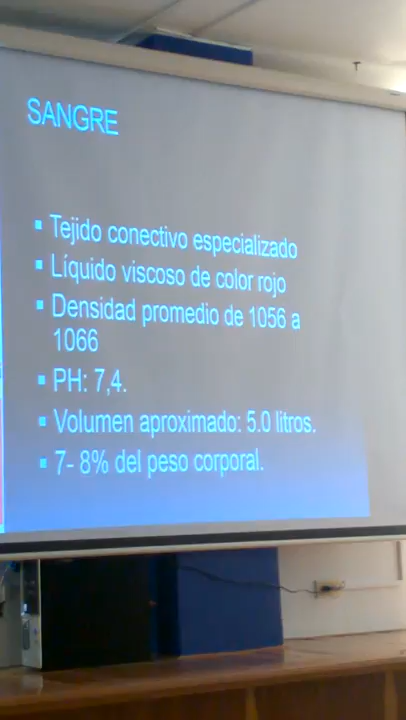 SANGRE
▪ Tejido conectivo especializado
▪ Líquido viscoso de color rojo
▪ Densidad promedio de 1056 a
1066
▪ PH: 7,4.
▪ Volumen aproximado: 5.0 litros.
▪ 7- 8% del peso corporal.